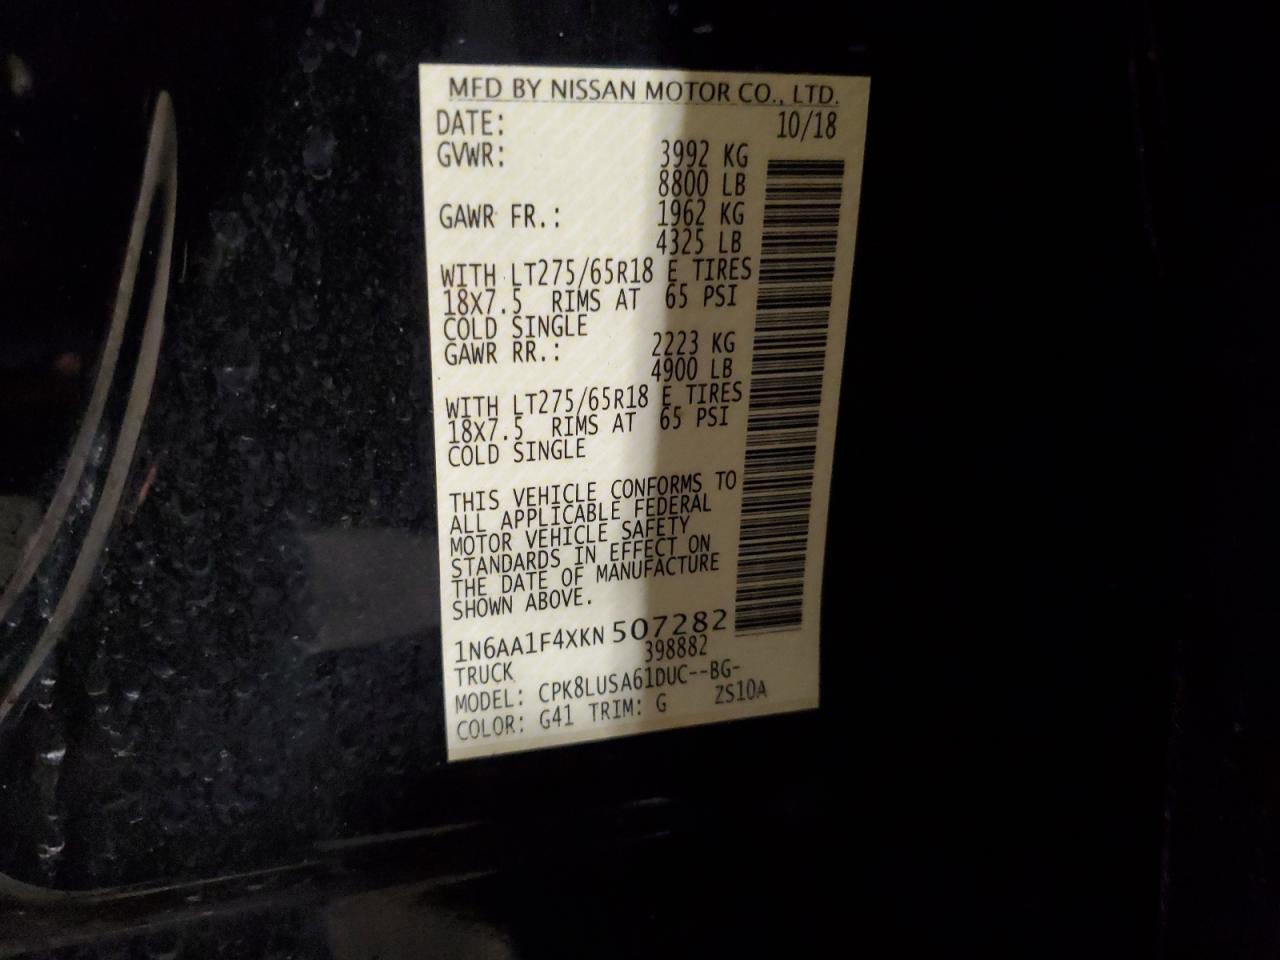 MFD BY NISSAN MOTOR CO., LTD.
DATE: 10/18
GVWR: 3992 KG
8800 LB
GAWR FR.: 1962 KG
4325 LB
WITH LT275/65R18 E TIRES
18X7.5 RIMS AT 65 PSI
COLD SINGLE
GAWR RR.: 2223 KG
4900 LB
WITH LT275/65R18 E TIRES
18X7.5 RIMS AT 65 PSI
COLD SINGLE
THIS VEHICLE CONFORMS TO
ALL APPLICABLE FEDERAL
MOTOR VEHICLE SAFETY
STANDARDS IN EFFECT ON
THE DATE OF MANUFACTURE
SHOWN ABOVE.
1N6AA1F4XKN507282
398882
TRUCK
MODEL: CPK8LUSA61DUC--BG-
COLOR: G41 TRIM: G ZS10A